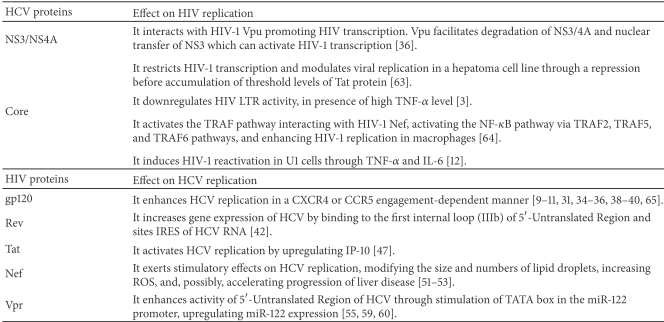 HCV proteins Effect on HIV replication
NS3/NS4A It interacts with HIV-1 Vpu promoting HIV transcription. Vpu facilitates degradation of NS3/4A and nuclear
transfer of NS3 which can activate HIV-1 transcription [36].
It restricts HIV-1 transcription and modulates viral replication in a hepatoma cell line through a repression
before accumulation of threshold levels of Tat protein [63].
Core
It downregulates HIV LTR activity, in presence of high TNF-α level [3].
It activates the TRAF pathway interacting with HIV-1 Nef, activating the NF-κB pathway via TRAF2, TRAF5,
and TRAF6 pathways, and enhancing HIV-1 replication in macrophages [64].
It induces HIV-1 reactivation in U1 cells through TNF-α and IL-6 [12].
HIV proteins Effect on HCV replication
gp120 It enhances HCV replication in a CXCR4 or CCR5 engagement-dependent manner [9–11, 31, 34–36, 38–40, 65].
Rev It increases gene expression of HCV by binding to the first internal loop (IIIb) of 5′-Untranslated Region and
sites IRES of HCV RNA [42].
Tat It activates HCV replication by upregulating IP-10 [47].
Nef It exerts stimulatory effects on HCV replication, modifying the size and numbers of lipid droplets, increasing
ROS, and, possibly, accelerating progression of liver disease [51–53].
Vpr It enhances activity of 5′-Untranslated Region of HCV through stimulation of TATA box in the miR-122
promoter, upregulating miR-122 expression [55, 59, 60].